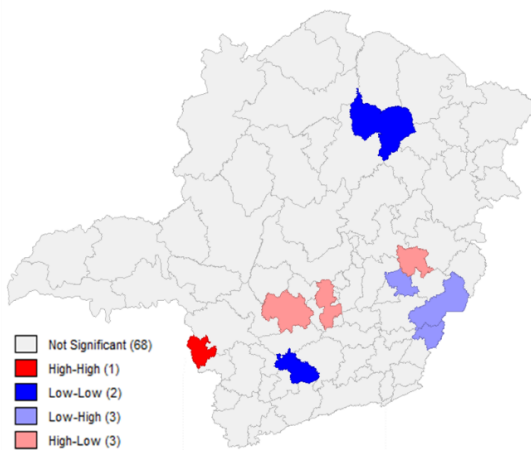 Not Significant (68)
High-High (1)
Low-Low (2)
Low-High (3)
High-Low (3)